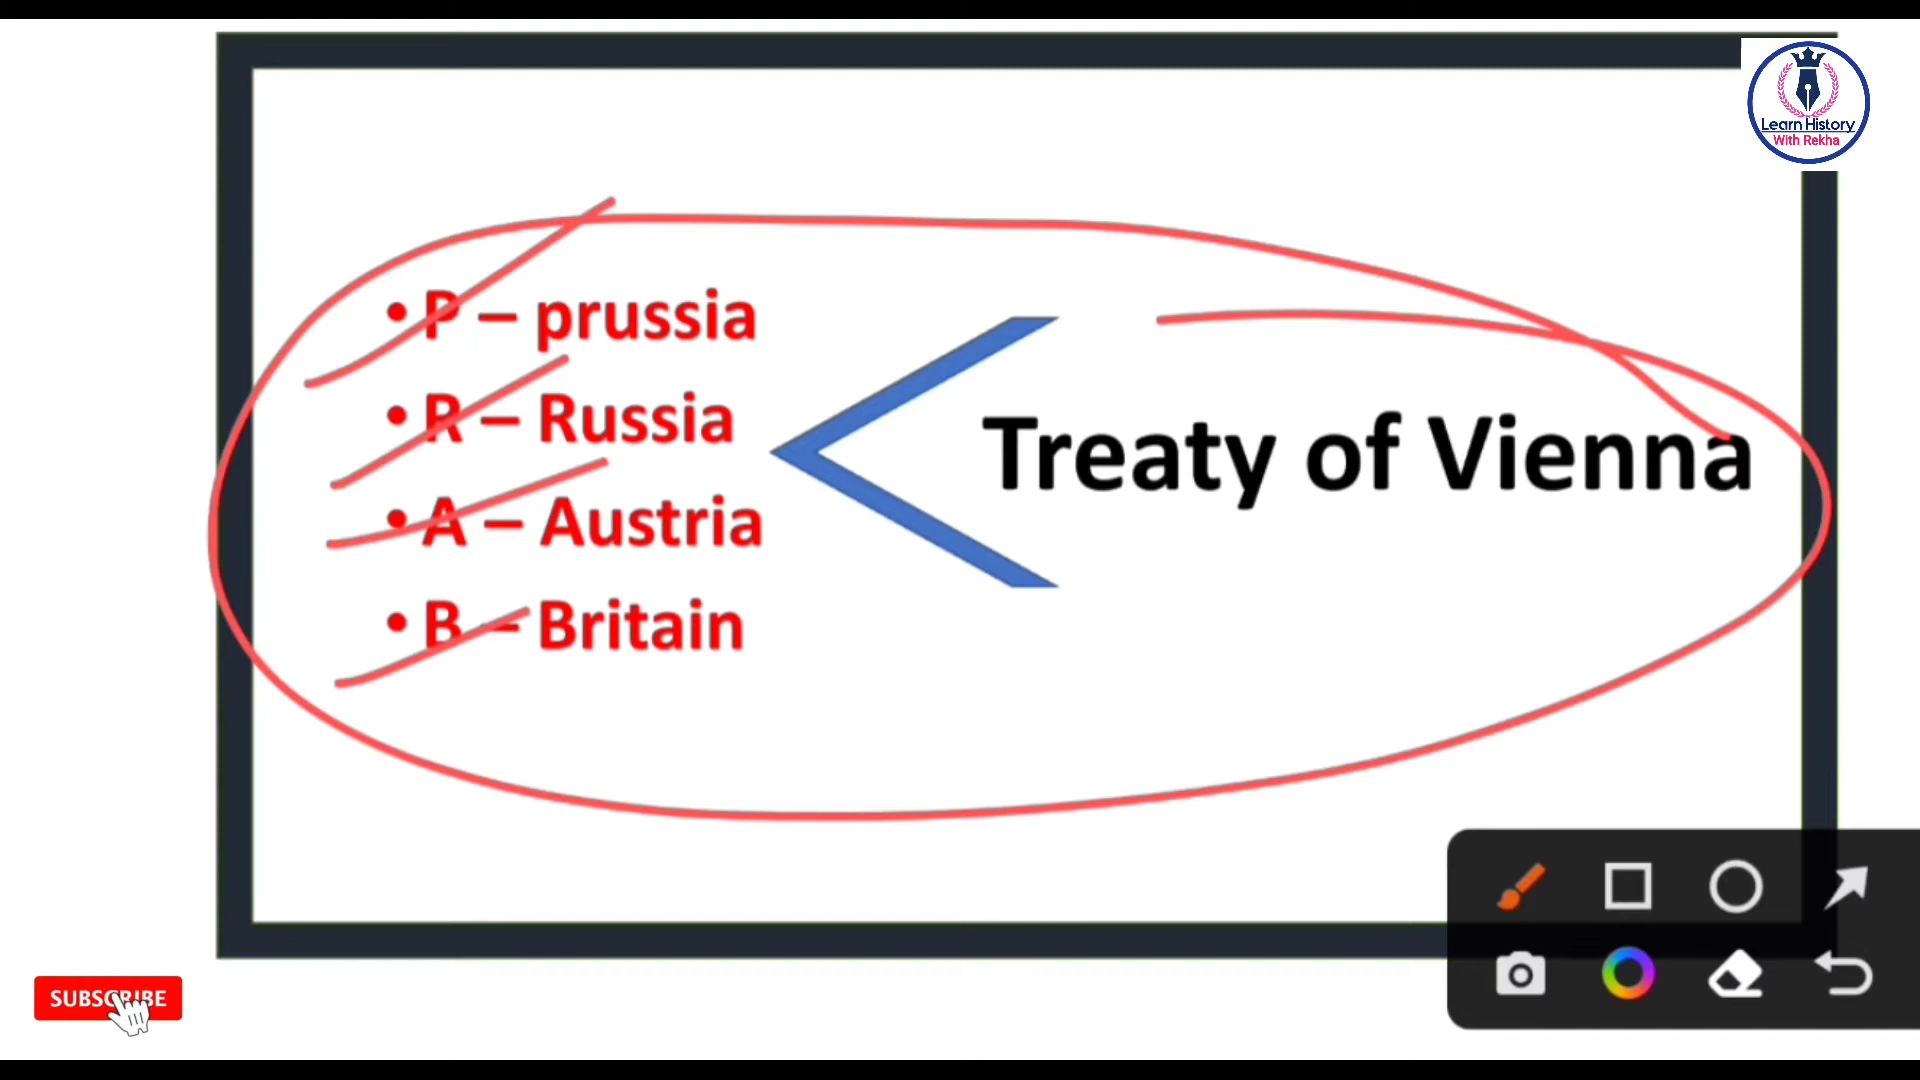 Learn History
With Rekha
• P – prussia
• R – Russia
• A – Austria
• B – Britain
Treaty of Vienna
SUBSCRIBE